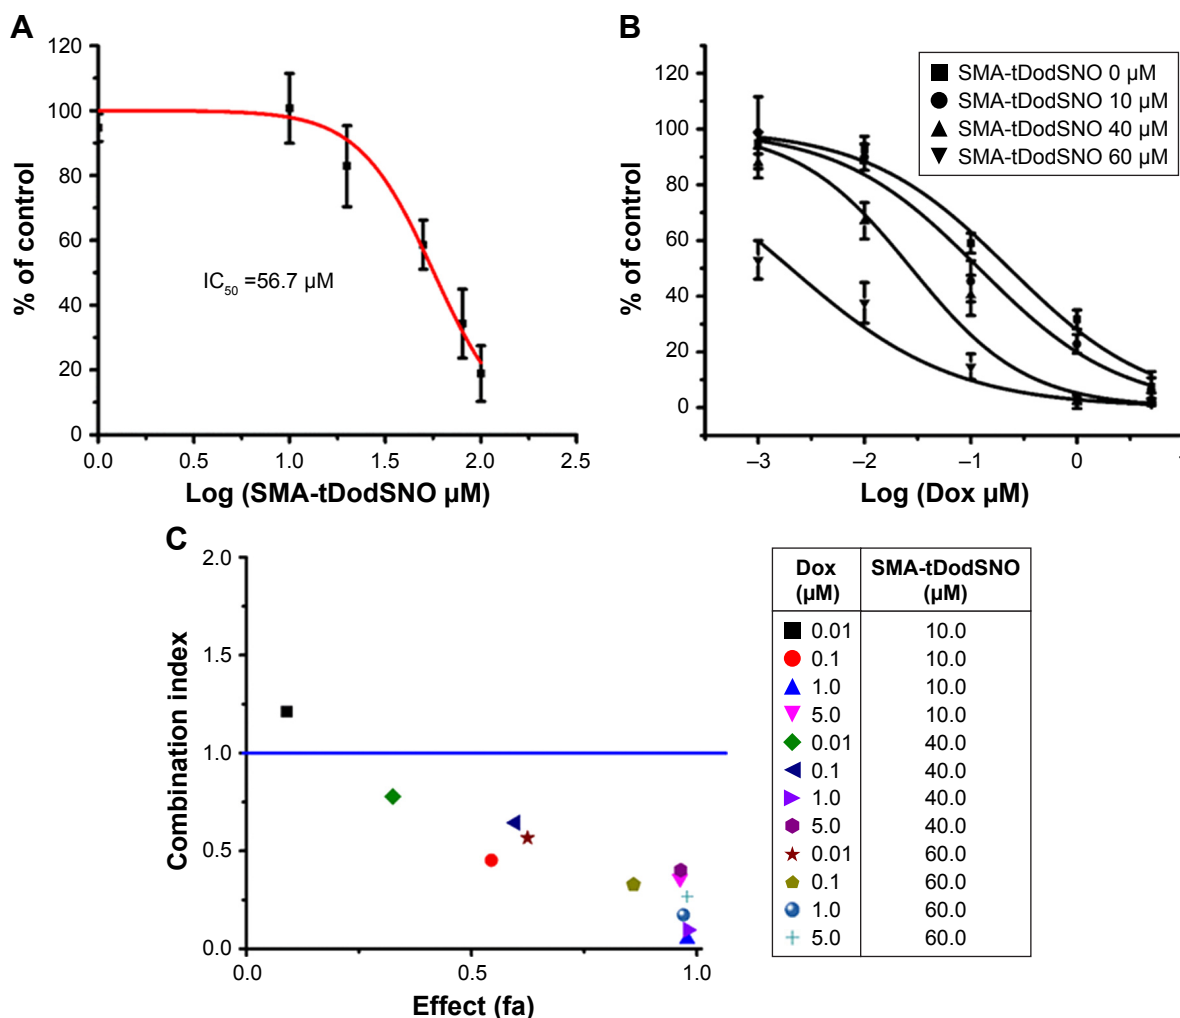 A
120
100
80
60
40
20
0
% of control
IC50 =56.7 µM
0.0
1.0
1.5
2.0
2.5
Log (SMA-tDodSNO µM)
B
120
100
80
60
40
20
0
% of control
SMA-tDodSNO 0 µM
SMA-tDodSNO 10 µM
SMA-tDodSNO 40 µM
SMA-tDodSNO 60 µM
–3
–2
–1
0
1
Log (Dox µM)
C
2.0
1.5
1.0
0.5
0.0
Combination index
0.0
0.5
1.0
Effect (fa)
Dox SMA-tDodSNO
(µM) (µM)
0.01 10.0
0.1 10.0
1.0 10.0
5.0 10.0
0.01 40.0
0.1 40.0
1.0 40.0
5.0 40.0
0.01 60.0
0.1 60.0
1.0 60.0
5.0 60.0